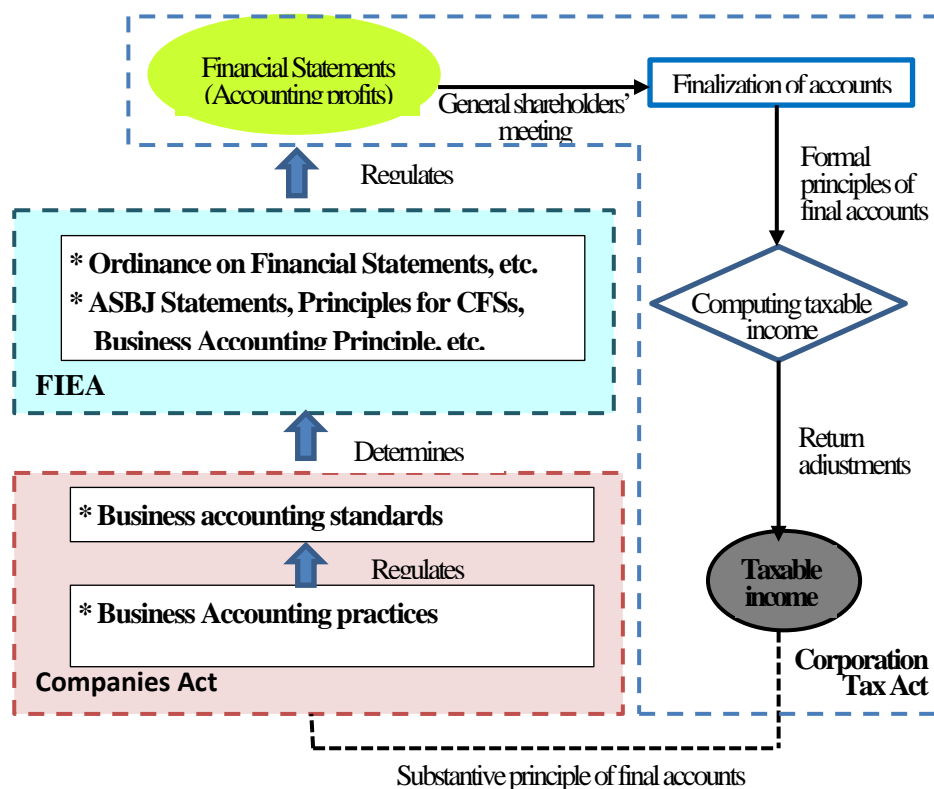 Financial Statements
(Accounting profits)
General shareholders'
meeting
Finalization of accounts
Regulates
Formal
principles of
final accounts
* Ordinance on Financial Statements, etc.
* ASBJ Statements, Principles for CFSs,
Business Accounting Principle, etc.
FIEA
Computing taxable
income
Determines
Return
adjustments
* Business accounting standards
Regulates
* Business Accounting practices
Companies Act
Taxable
income
Corporation
Tax Act
Substantive principle of final accounts